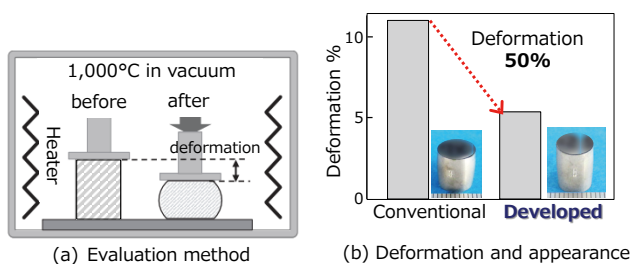 1,000°C in vacuum
before
after
Heater
deformation
(a) Evaluation method
(b)
Deformation %
10
5
0
Deformation
50%
Conventional
Developed
(b) Deformation and appearance